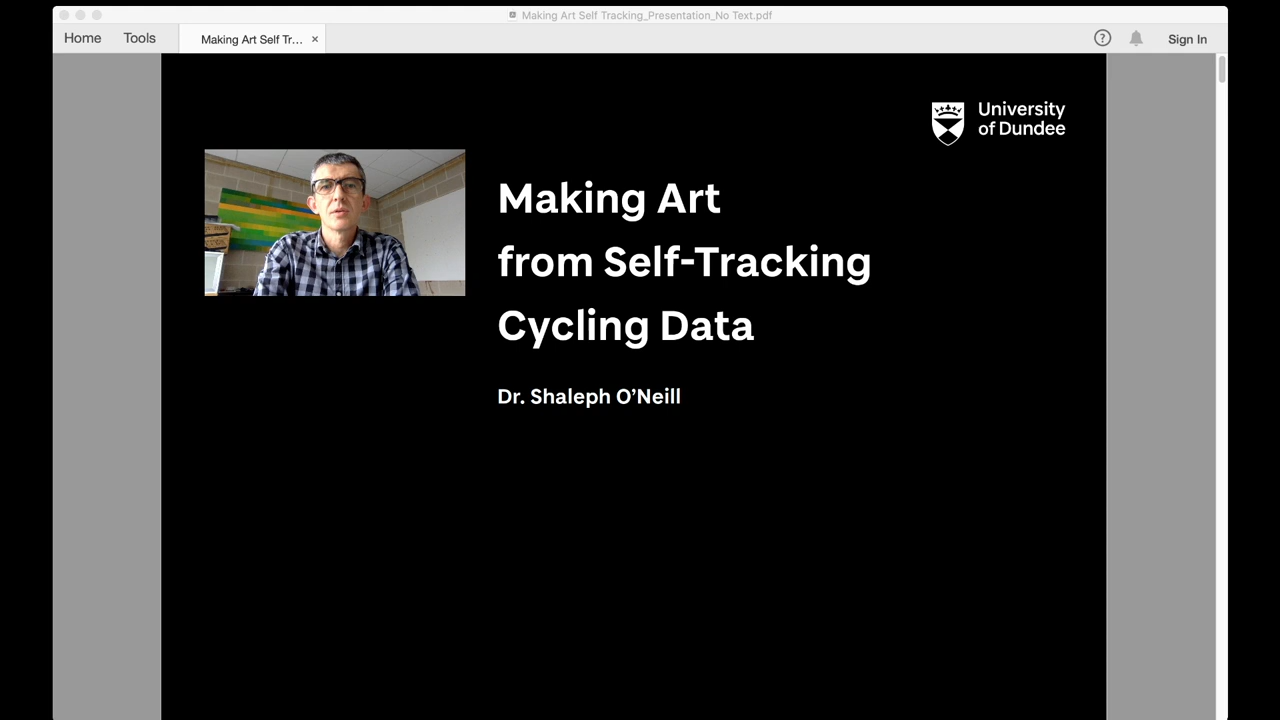 Making Art Self Tracking_Presentation_No Text.pdf
Home Tools Making Art Self Tr... × ? Sign In
University
of Dundee
Making Art
from Self-Tracking
Cycling Data
Dr. Shaleph O’Neill